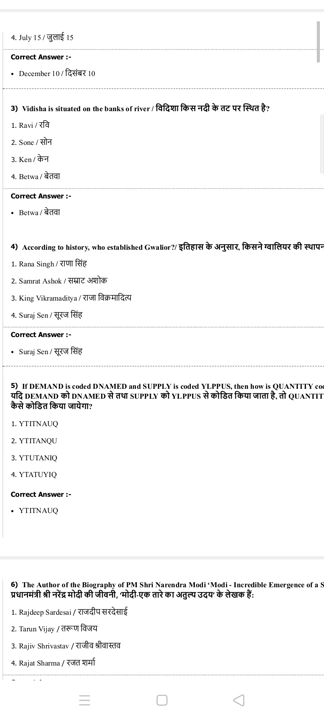 4. July 15 / जुलाई 15
Correct Answer :-
• December 10 / दिसंबर 10
3) Vidisha is situated on the banks of river / विदिशा किस नदी के तट पर स्थित है?
1. Ravi / रवि
2. Sone / सोन
3. Ken / केन
4. Betwa / बेतवा
Correct Answer :-
• Betwa / बेतवा
4) According to history, who established Gwalior?/ इतिहास के अनुसार, किसने ग्वालियर की स्थापन
1. Rana Singh / राणा सिंह
2. Samrat Ashok / सम्राट अशोक
3. King Vikramaditya / राजा विक्रमादित्य
4. Suraj Sen / सूरज सिंह
Correct Answer :-
• Suraj Sen / सूरज सिंह
5) If DEMAND is coded DNAMED and SUPPLY is coded YLPPUS, then how is QUANTITY co
यदि DEMAND को DNAMED से तथा SUPPLY को YLPPUS से कोडित किया जाता है, तो QUANTIT
कैसे कोडित किया जायेगा?
1. YTITNAUQ
2. YTITANQU
3. YTUTANIQ
4. YTATUYIQ
Correct Answer :-
• YTITNAUQ
6) The Author of the Biography of PM Shri Narendra Modi ‘Modi - Incredible Emergence of a S
प्रधानमंत्री श्री नरेंद्र मोदी की जीवनी, ‘मोदी-एक तारे का अतुल्य उदय’ के लेखक हैं:
1. Rajdeep Sardesai / राजदीप सरदेसाई
2. Tarun Vijay / तरूण विजय
3. Rajiv Shrivastav / राजीव श्रीवास्तव
4. Rajat Sharma / रजत शर्मा